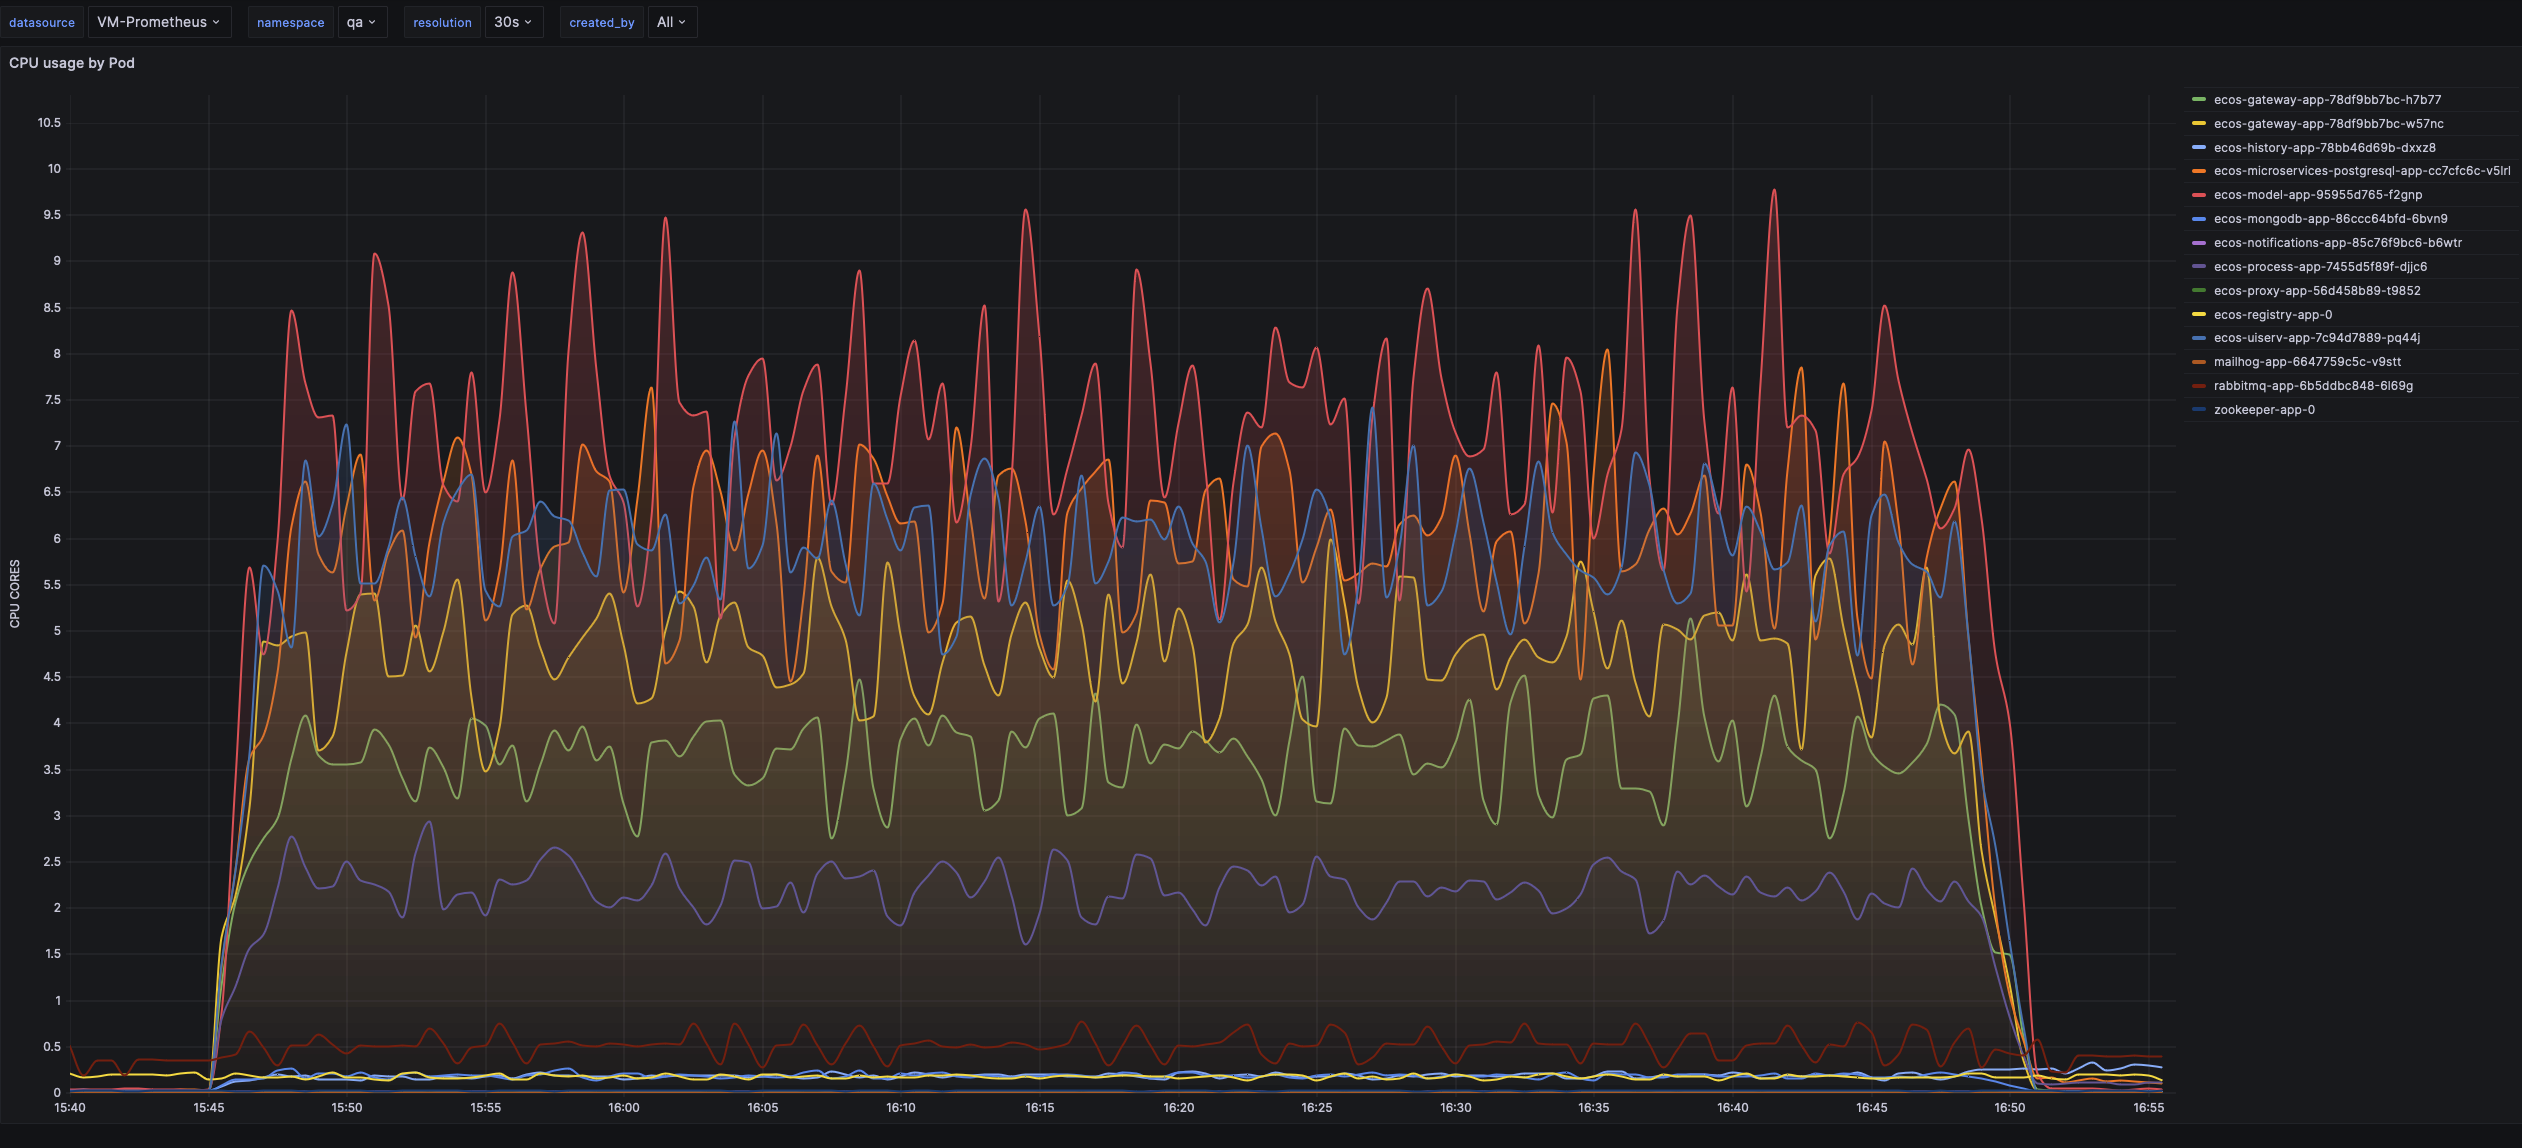 datasource VM-Prometheus namespace qa resolution 30s created_by All
CPU usage by Pod
CPU CORES
10.5
10
9.5
9
8.5
8
7.5
7
6.5
6
5.5
5
4.5
4
3.5
3
2.5
2
1.5
1
0.5
0
15:40 15:45 15:50 15:55 16:00 16:05 16:10 16:15 16:20 16:25 16:30 16:35 16:40 16:45 16:50 16:55
ecos-gateway-app-78df9bb7bc-h7b77
ecos-gateway-app-78df9bb7bc-w57nc
ecos-history-app-78bb46d69b-dxxz8
ecos-microservices-postgresql-app-cc7cfc6c-v5lrl
ecos-model-app-95955d765-f2gnp
ecos-mongodb-app-86ccc64bfd-6bvn9
ecos-notifications-app-85c76f9bc6-b6wtr
ecos-process-app-7455d5f89f-djjc6
ecos-proxy-app-56d458b89-t9852
ecos-registry-app-0
ecos-uiserv-app-7c94d7889-pq44j
mailhog-app-6647759c5c-v9stt
rabbitmq-app-6b5ddbc848-6l69g
zookeeper-app-0